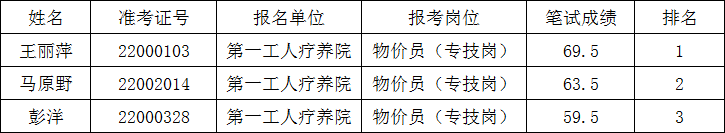 姓名 准考证号 报名单位 报考岗位 笔试成绩 排名
王丽萍 22000103 第一工人疗养院 物价员（专技岗） 69.5 1
马原野 22002014 第一工人疗养院 物价员（专技岗） 63.5 2
彭洋 22000328 第一工人疗养院 物价员（专技岗） 59.5 3